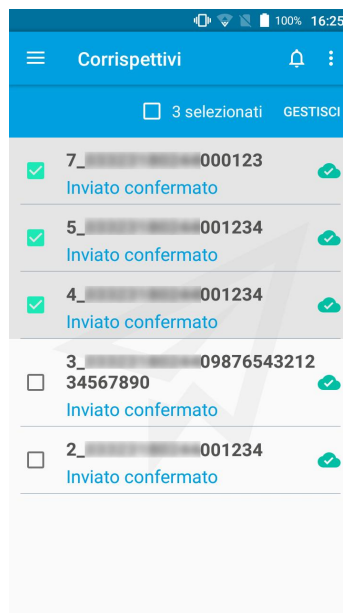 100% 16:25
Corrispettivi
3 selezionati GESTISCI
7_ 000123
Inviato confermato
5_ 001234
Inviato confermato
4_ 001234
Inviato confermato
3_ 09876543212
34567890
Inviato confermato
2_ 001234
Inviato confermato